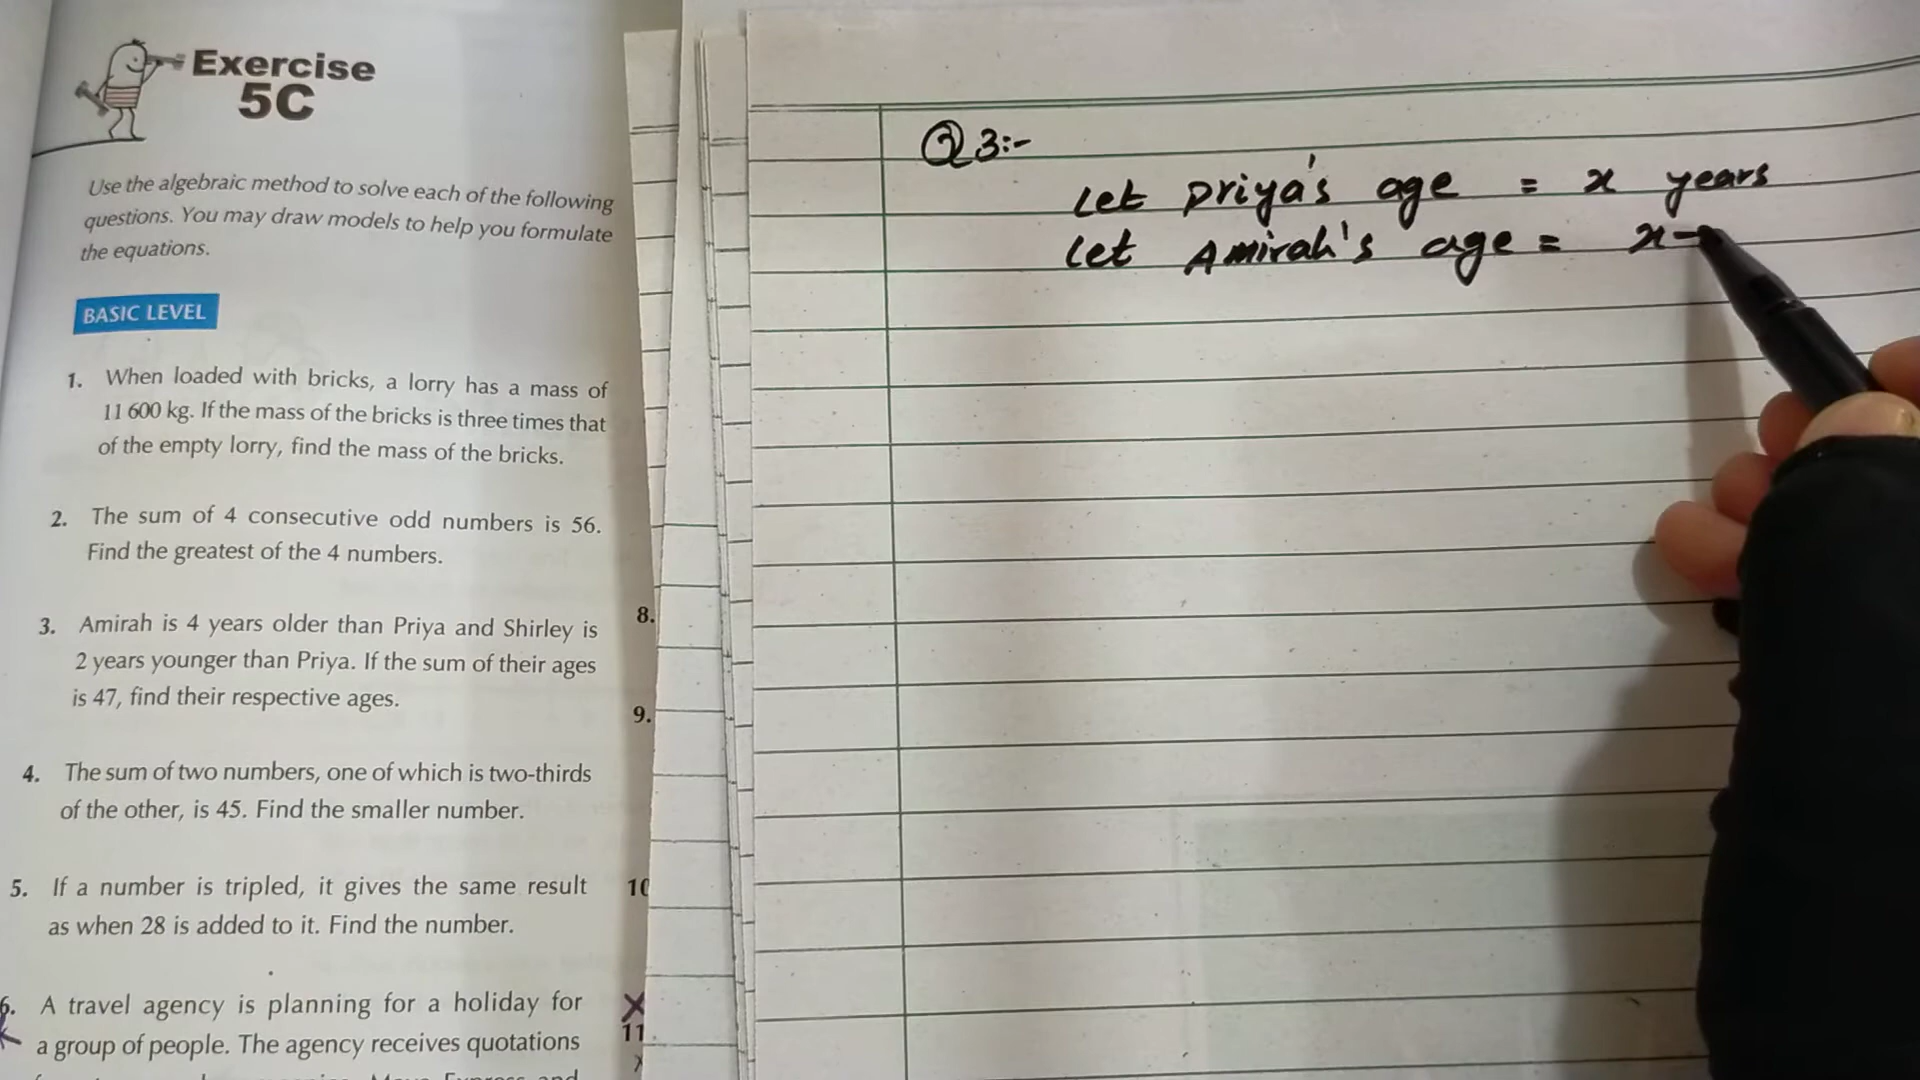 Exercise
5C
Use the algebraic method to solve each of the following
questions. You may draw models to help you formulate
the equations.
BASIC LEVEL
1. When loaded with bricks, a lorry has a mass of
11 600 kg. If the mass of the bricks is three times that
of the empty lorry, find the mass of the bricks.
2. The sum of 4 consecutive odd numbers is 56.
Find the greatest of the 4 numbers.
3. Amirah is 4 years older than Priya and Shirley is
2 years younger than Priya. If the sum of their ages
is 47, find their respective ages.
4. The sum of two numbers, one of which is two-thirds
of the other, is 45. Find the smaller number.
5. If a number is tripled, it gives the same result
as when 28 is added to it. Find the number.
6. A travel agency is planning for a holiday for
a group of people. The agency receives quotations
8.
9.
10
11.
Q3:-
Let Priya's age = x years
Let Amirah's age = x